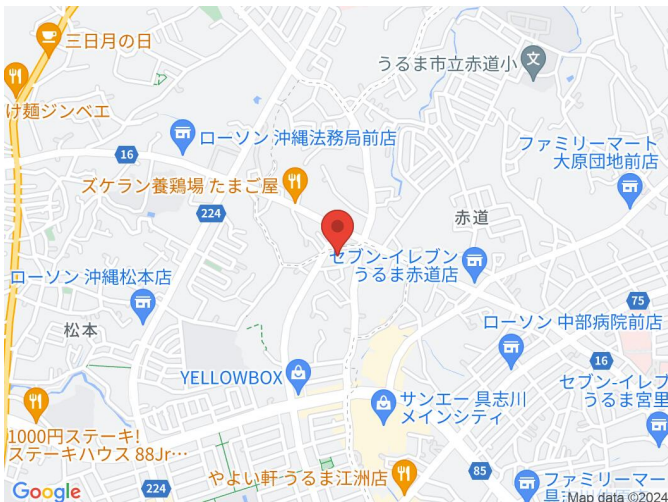 三日月の日
うるま市立赤道小
文
け麺ジンベエ
ローソン 沖縄法務局前店
ファミリーマート
大原団地前店
16
ズケラン養鶏場 たまご屋
224
赤道
セブン-イレブン
うるま赤道店
ローソン 沖縄松本店
75
松本
ローソン 中部病院前店
16
YELLOWBOX
セブン-イレブ
うるま宮里
サンエー 具志川
メインシティ
1000円ステーキ!
ステーキハウス 88Jr…
やよい軒 うるま江洲店
85
ファミリーマー
224
Google
Map data ©2024